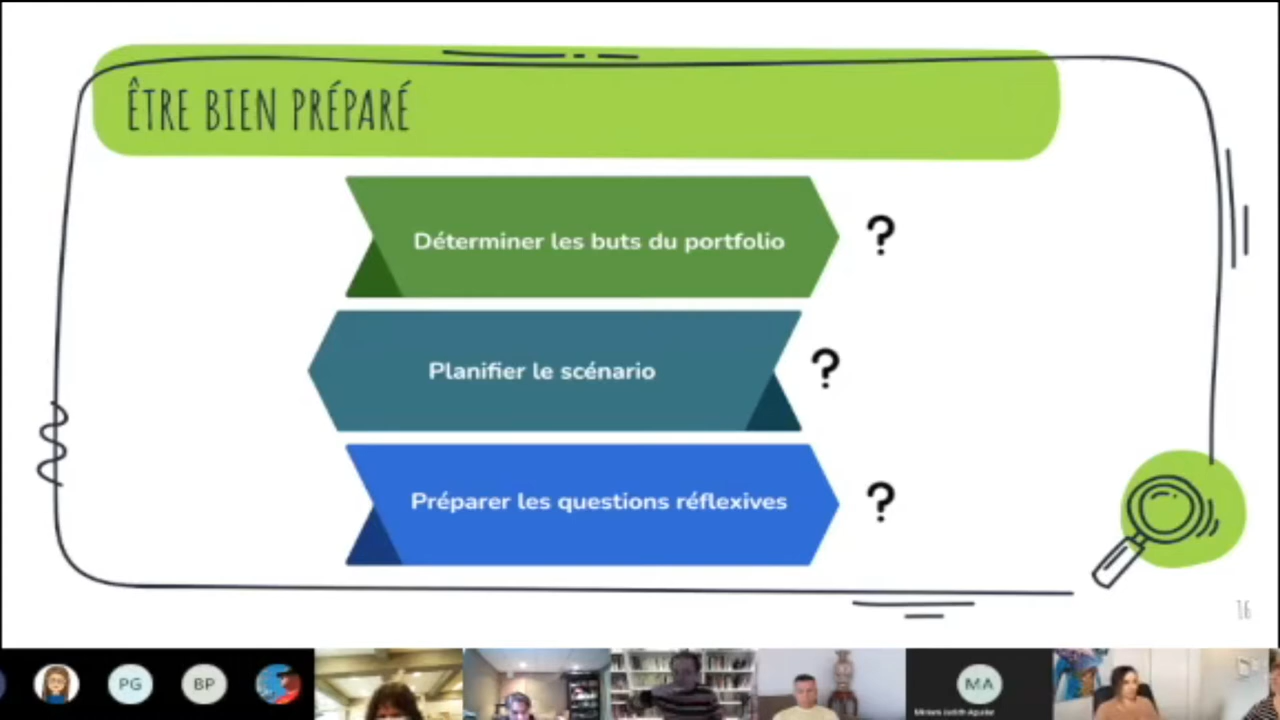 ÊTRE BIEN PRÉPARÉ
Déterminer les buts du portfolio
?
Planifier le scénario
?
Préparer les questions réflexives
?
16
PG
BP
MA